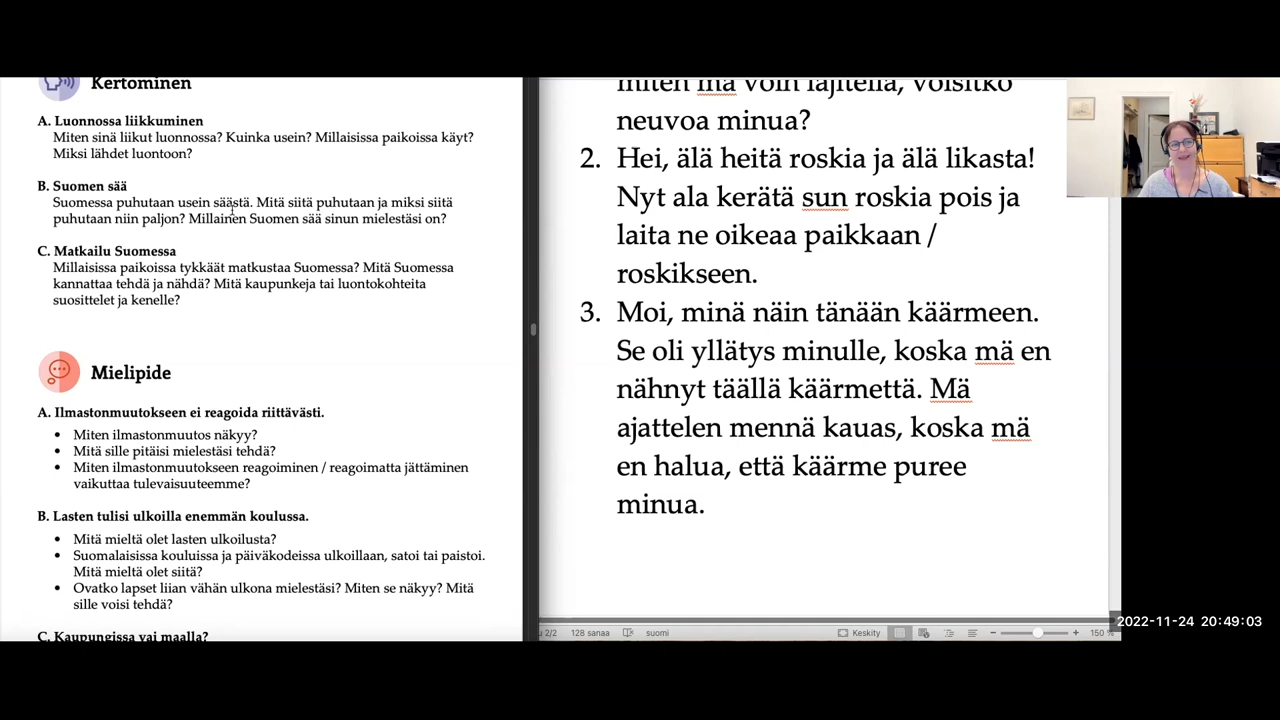 Kertominen
A. Luonnossa liikkuminen
Miten sinä liikut luonnossa? Kuinka usein? Millaisissa paikoissa käyt?
Miksi lähdet luontoon?
B. Suomen sää
Suomessa puhutaan usein säästä. Mitä siitä puhutaan ja miksi siitä
puhutaan niin paljon? Millainen Suomen sää sinun mielestäsi on?
C. Matkailu Suomessa
Millaisissa paikoissa tykkäät matkustaa Suomessa? Mitä Suomessa
kannattaa tehdä ja nähdä? Mitä kaupunkeja tai luontokohteita
suosittelet ja kenelle?
Mielipide
A. Ilmastonmuutokseen ei reagoida riittävästi.
• Miten ilmastonmuutos näkyy?
• Mitä sille pitäisi mielestäsi tehdä?
• Miten ilmastonmuutokseen reagoiminen / reagoimatta jättäminen
vaikuttaa tulevaisuuteemme?
B. Lasten tulisi ulkoilla enemmän koulussa.
• Mitä mieltä olet lasten ulkoilusta?
• Suomalaisissa kouluissa ja päiväkodeissa ulkoillaan, satoi tai paistoi.
Mitä mieltä olet siitä?
• Ovatko lapset liian vähän ulkona mielestäsi? Miten se näkyy? Mitä
sille voisi tehdä?
C. Kaupungissa vai maalla?
miten mä voin lajitella, voisitko
neuvoa minua?
2. Hei, älä heitä roskia ja älä likasta!
Nyt ala kerätä sun roskia pois ja
laita ne oikeaa paikkaan /
roskikseen.
3. Moi, minä näin tänään käärmeen.
Se oli yllätys minulle, koska mä en
nähnyt täällä käärmettä. Mä
ajattelen mennä kauas, koska mä
en halua, että käärme puree
minua.
u 2/2 128 sanaa suomi Keskity 150 %
2022-11-24 20:49:03